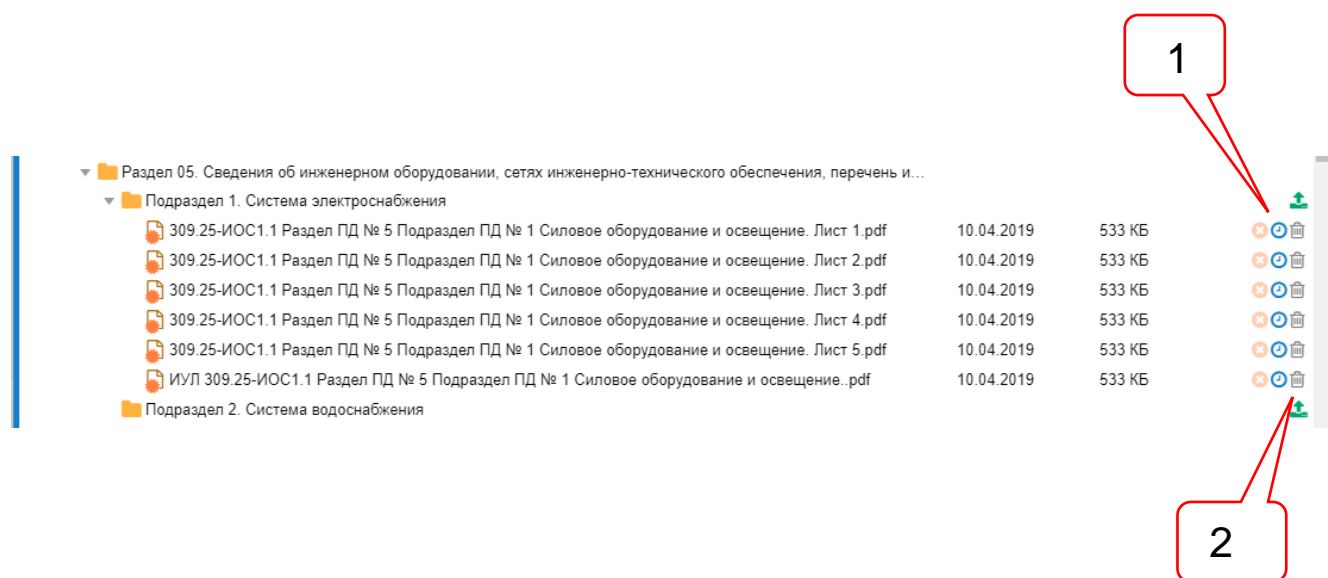 1
Раздел 05. Сведения об инженерном оборудовании, сетях инженерно-технического обеспечения, перечень и...
Подраздел 1. Система электроснабжения
309.25-ИОС1.1 Раздел ПД № 5 Подраздел ПД № 1 Силовое оборудование и освещение. Лист 1.pdf 10.04.2019 533 КБ
309.25-ИОС1.1 Раздел ПД № 5 Подраздел ПД № 1 Силовое оборудование и освещение. Лист 2.pdf 10.04.2019 533 КБ
309.25-ИОС1.1 Раздел ПД № 5 Подраздел ПД № 1 Силовое оборудование и освещение. Лист 3.pdf 10.04.2019 533 КБ
309.25-ИОС1.1 Раздел ПД № 5 Подраздел ПД № 1 Силовое оборудование и освещение. Лист 4.pdf 10.04.2019 533 КБ
309.25-ИОС1.1 Раздел ПД № 5 Подраздел ПД № 1 Силовое оборудование и освещение. Лист 5.pdf 10.04.2019 533 КБ
ИУЛ 309.25-ИОС1.1 Раздел ПД № 5 Подраздел ПД № 1 Силовое оборудование и освещение..pdf 10.04.2019 533 КБ
Подраздел 2. Система водоснабжения
2